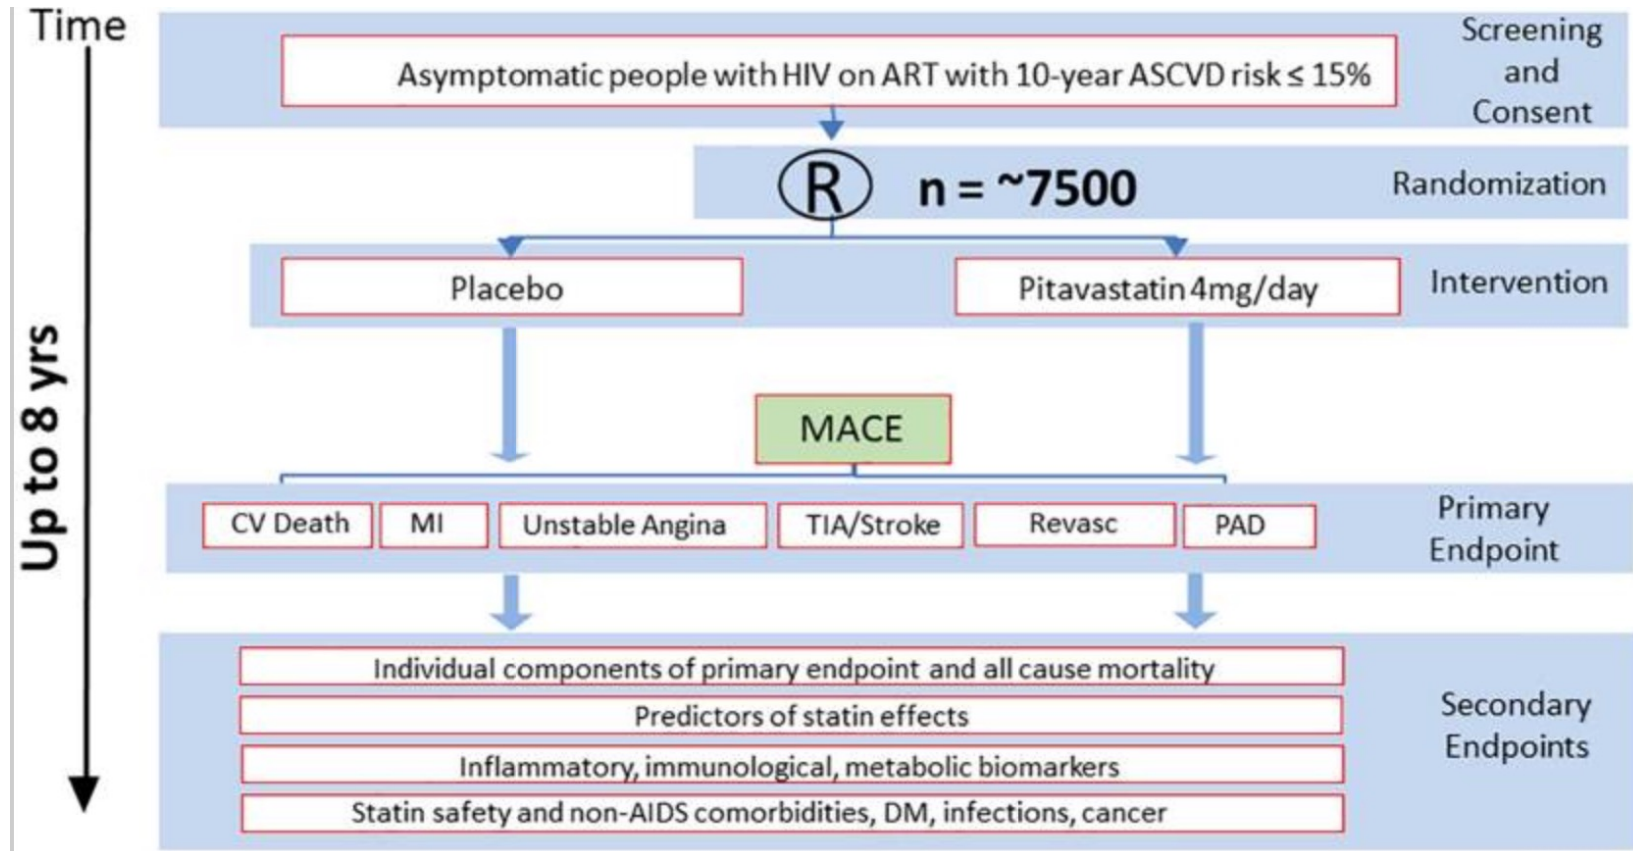 Time
Screening
and
Consent
Asymptomatic people with HIV on ART with 10-year ASCVD risk ≤ 15%
R
n = ~7500
Randomization
Placebo
Pitavastatin 4mg/day
Intervention
Up to 8 yrs
MACE
CV Death
MI
Unstable Angina
TIA/Stroke
Revasc
PAD
Primary
Endpoint
Individual components of primary endpoint and all cause mortality
Predictors of statin effects
Inflammatory, immunological, metabolic biomarkers
Statin safety and non-AIDS comorbidities, DM, infections, cancer
Secondary
Endpoints